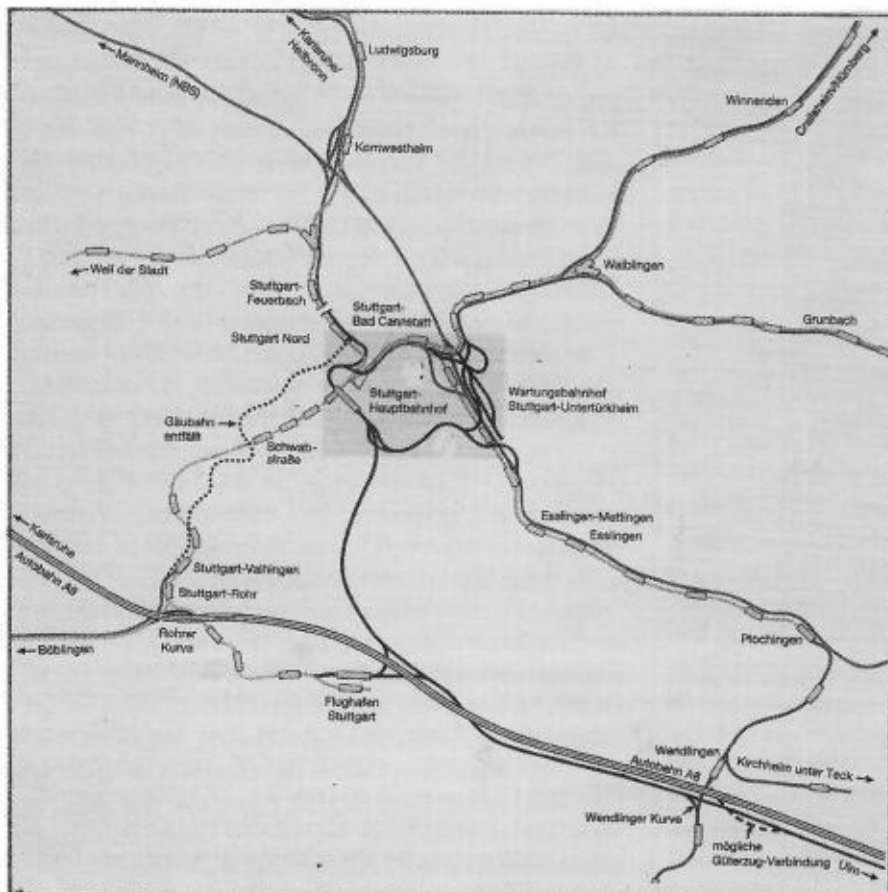 Mannheim (NBS)
Karlsruhe/
Heilbronn
Ludwigsburg
Kornwestheim
Winnenden
Crailsheim/Nürnberg
Weil der Stadt
Stuttgart-
Feuerbach
Stuttgart-
Bad Cannstatt
Waiblingen
Stuttgart Nord
Grunbach
Stuttgart-
Hauptbahnhof
Wartungsbahnhof
Stuttgart-Untertürkheim
Gäubahn
entfällt
Schwab-
straße
Esslingen-Mettingen
Esslingen
Karlsruhe
Autobahn A8
Stuttgart-Vaihingen
Stuttgart-Rohr
Rohrer
Kurve
Böblingen
Plochingen
Flughafen
Stuttgart
Wendlingen
Autobahn A8
Kirchheim unter Teck
Wendlinger Kurve
mögliche
Güterzug-Verbindung
Ulm